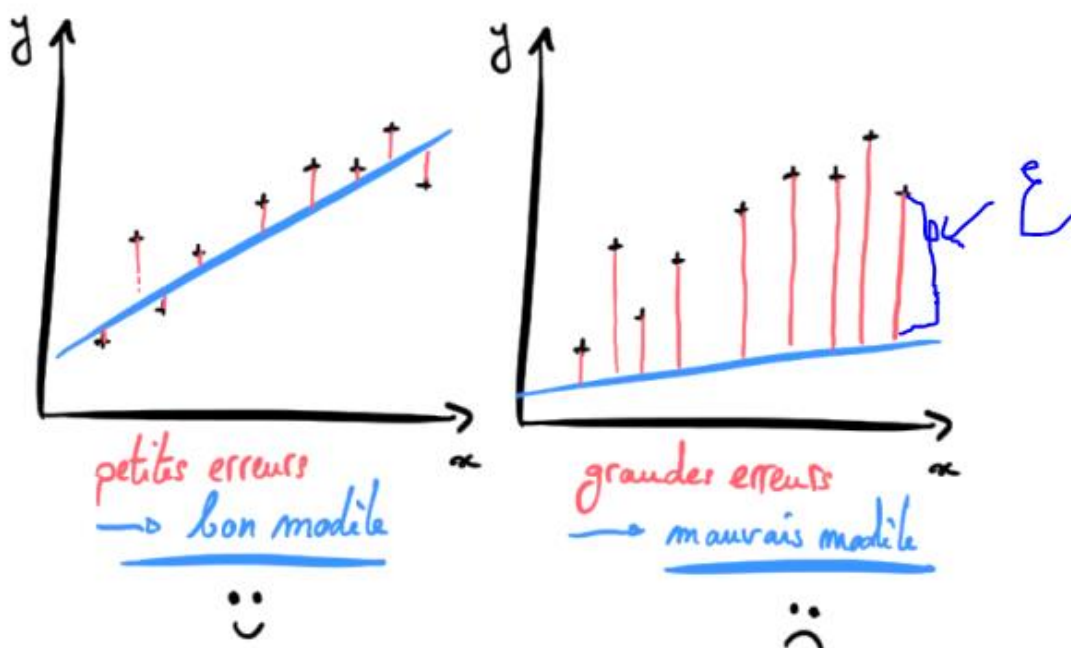 y
x
petites erreurs
→ bon modèle
y
ε
x
grandes erreurs
→ mauvais modèle